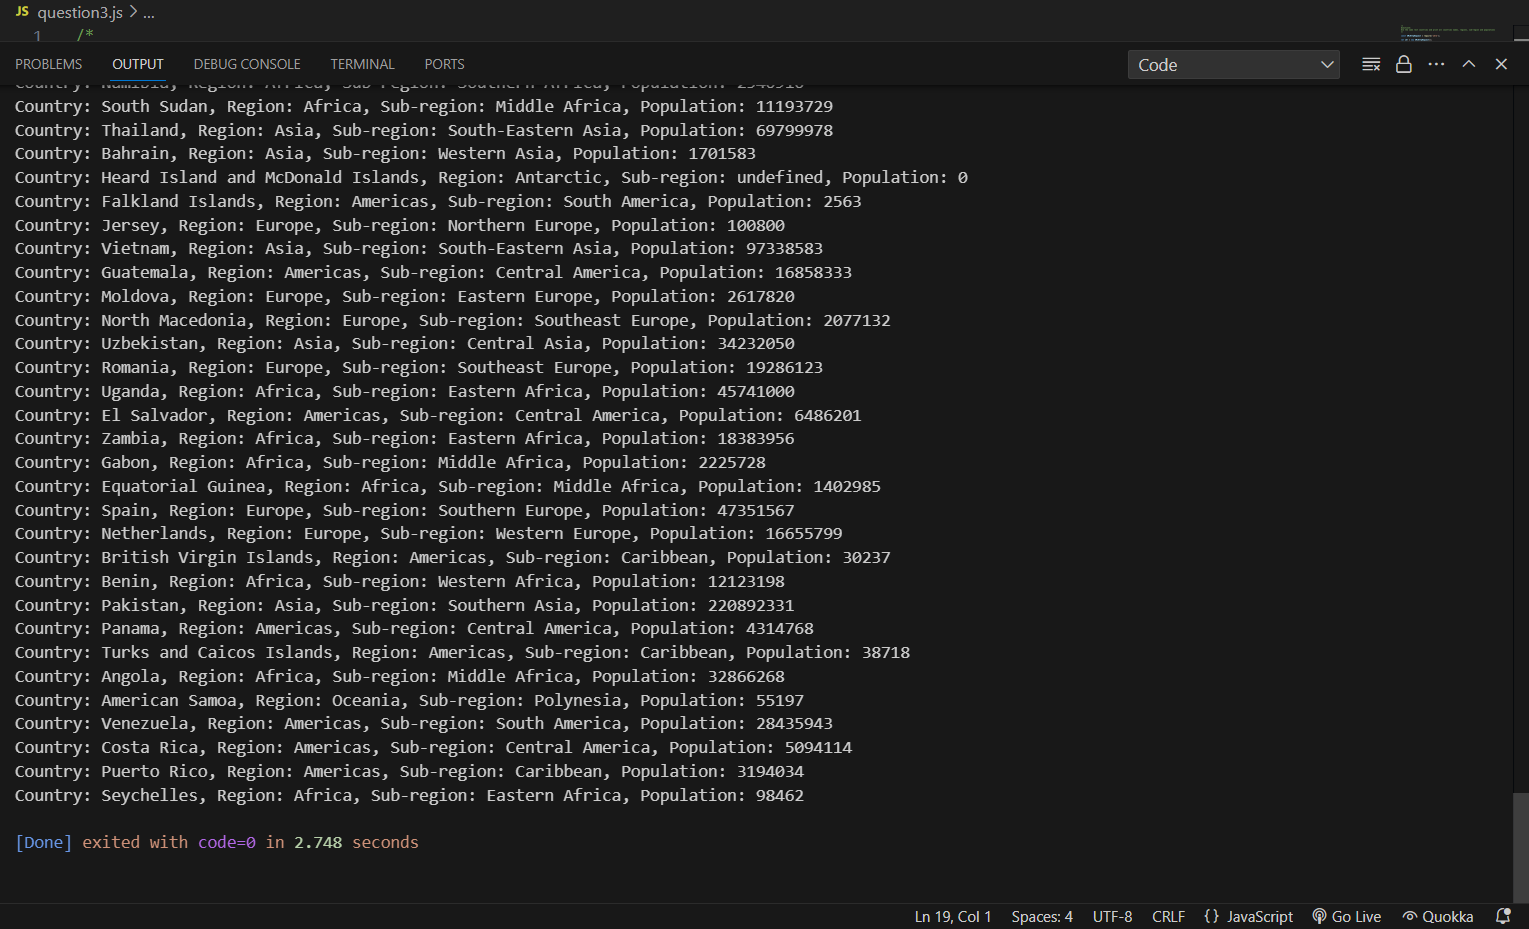 JS question3.js > ...
1 /*
PROBLEMS OUTPUT DEBUG CONSOLE TERMINAL PORTS Code
Country: Namibia, Region: Africa, Sub-region: Southern Africa, Population:
Country: South Sudan, Region: Africa, Sub-region: Middle Africa, Population: 11193729
Country: Thailand, Region: Asia, Sub-region: South-Eastern Asia, Population: 69799978
Country: Bahrain, Region: Asia, Sub-region: Western Asia, Population: 1701583
Country: Heard Island and McDonald Islands, Region: Antarctic, Sub-region: undefined, Population: 0
Country: Falkland Islands, Region: Americas, Sub-region: South America, Population: 2563
Country: Jersey, Region: Europe, Sub-region: Northern Europe, Population: 100800
Country: Vietnam, Region: Asia, Sub-region: South-Eastern Asia, Population: 97338583
Country: Guatemala, Region: Americas, Sub-region: Central America, Population: 16858333
Country: Moldova, Region: Europe, Sub-region: Eastern Europe, Population: 2617820
Country: North Macedonia, Region: Europe, Sub-region: Southeast Europe, Population: 2077132
Country: Uzbekistan, Region: Asia, Sub-region: Central Asia, Population: 34232050
Country: Romania, Region: Europe, Sub-region: Southeast Europe, Population: 19286123
Country: Uganda, Region: Africa, Sub-region: Eastern Africa, Population: 45741000
Country: El Salvador, Region: Americas, Sub-region: Central America, Population: 6486201
Country: Zambia, Region: Africa, Sub-region: Eastern Africa, Population: 18383956
Country: Gabon, Region: Africa, Sub-region: Middle Africa, Population: 2225728
Country: Equatorial Guinea, Region: Africa, Sub-region: Middle Africa, Population: 1402985
Country: Spain, Region: Europe, Sub-region: Southern Europe, Population: 47351567
Country: Netherlands, Region: Europe, Sub-region: Western Europe, Population: 16655799
Country: British Virgin Islands, Region: Americas, Sub-region: Caribbean, Population: 30237
Country: Benin, Region: Africa, Sub-region: Western Africa, Population: 12123198
Country: Pakistan, Region: Asia, Sub-region: Southern Asia, Population: 220892331
Country: Panama, Region: Americas, Sub-region: Central America, Population: 4314768
Country: Turks and Caicos Islands, Region: Americas, Sub-region: Caribbean, Population: 38718
Country: Angola, Region: Africa, Sub-region: Middle Africa, Population: 32866268
Country: American Samoa, Region: Oceania, Sub-region: Polynesia, Population: 55197
Country: Venezuela, Region: Americas, Sub-region: South America, Population: 28435943
Country: Costa Rica, Region: Americas, Sub-region: Central America, Population: 5094114
Country: Puerto Rico, Region: Americas, Sub-region: Caribbean, Population: 3194034
Country: Seychelles, Region: Africa, Sub-region: Eastern Africa, Population: 98462
[Done] exited with code=0 in 2.748 seconds
Ln 19, Col 1 Spaces: 4 UTF-8 CRLF {} JavaScript Go Live Quokka